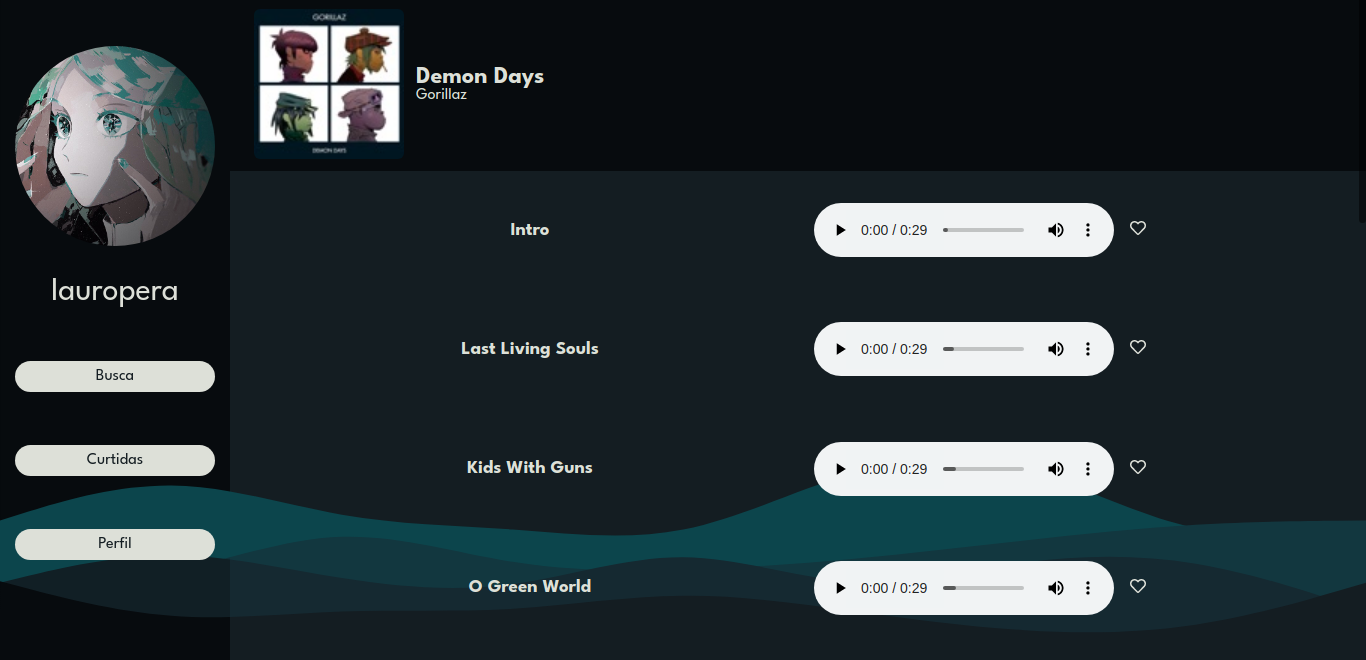 GORILLAZ
DEMON DAYS
Demon Days
Gorillaz
lauropera
Busca
Curtidas
Perfil
Intro
0:00 / 0:29
Last Living Souls
0:00 / 0:29
Kids With Guns
0:00 / 0:29
O Green World
0:00 / 0:29